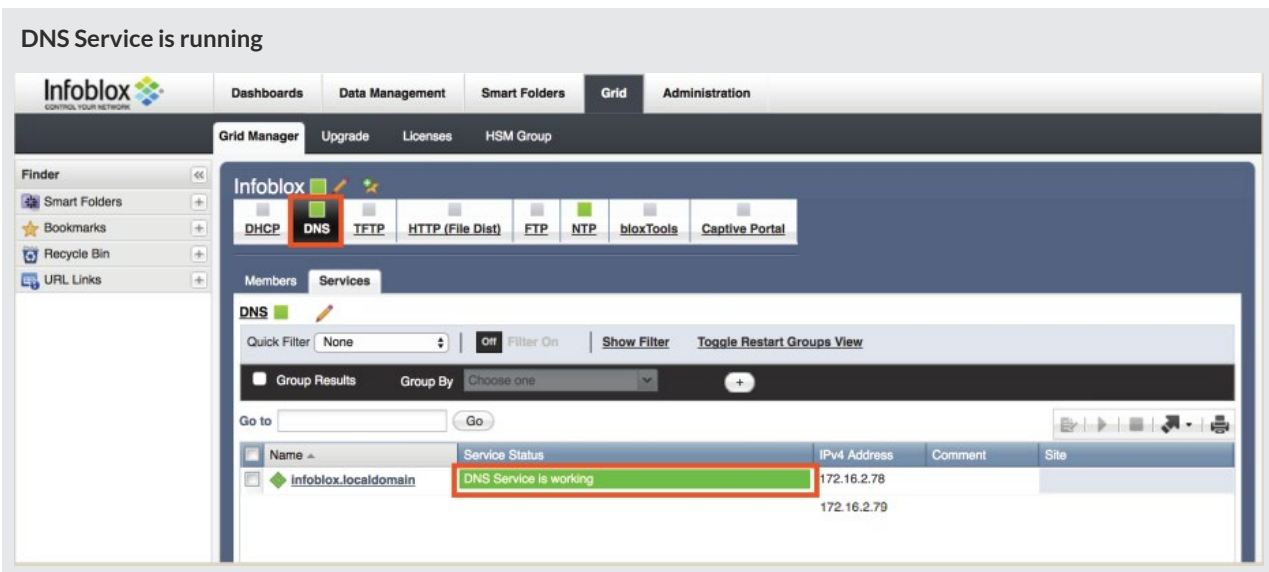 DNS Service is running
Infoblox
CONTROL YOUR NETWORK
Dashboards Data Management Smart Folders Grid Administration
Grid Manager Upgrade Licenses HSM Group
Finder
Smart Folders
Bookmarks
Recycle Bin
URL Links
Infoblox
DHCP DNS TFTP HTTP (File Dist) FTP NTP bloxTools Captive Portal
Members Services
DNS
Quick Filter None Off Filter On Show Filter Toggle Restart Groups View
Group Results Group By Choose one
Go to Go
Name Service Status IPv4 Address Comment Site
infoblox.localdomain DNS Service is working 172.16.2.78
172.16.2.79